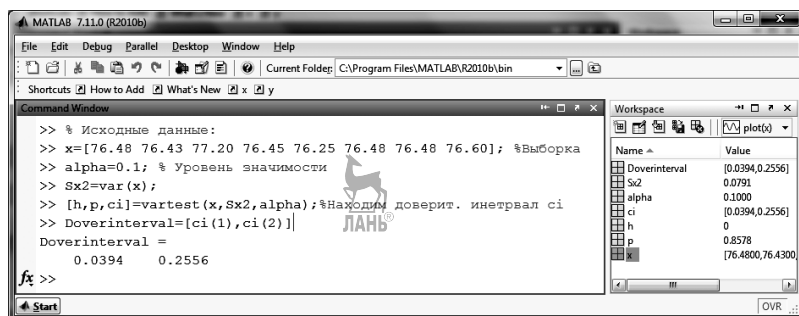 MATLAB 7.11.0 (R2010b)
File Edit Debug Parallel Desktop Window Help
Current Folder: C:\Program Files\MATLAB\R2010b\bin
Shortcuts How to Add What's New x y
Command Window
>> % Исходные данные:
>> x=[76.48 76.43 77.20 76.45 76.25 76.48 76.48 76.60]; %Выборка
>> alpha=0.1; % Уровень значимости
>> Sx2=var(x);
>> [h,p,ci]=vartest(x,Sx2,alpha);%Находим доверит. инетрвал ci
>> Doverinterval=[ci(1),ci(2)]
Doverinterval =
0.0394 0.2556
fx >>
ЛАНЬ®
Workspace
plot(x)
Name Value
Doverinterval [0.0394,0.2556]
Sx2 0.0791
alpha 0.1000
ci [0.0394,0.2556]
h 0
p 0.8578
x [76.4800,76.4300,
Start
OVR